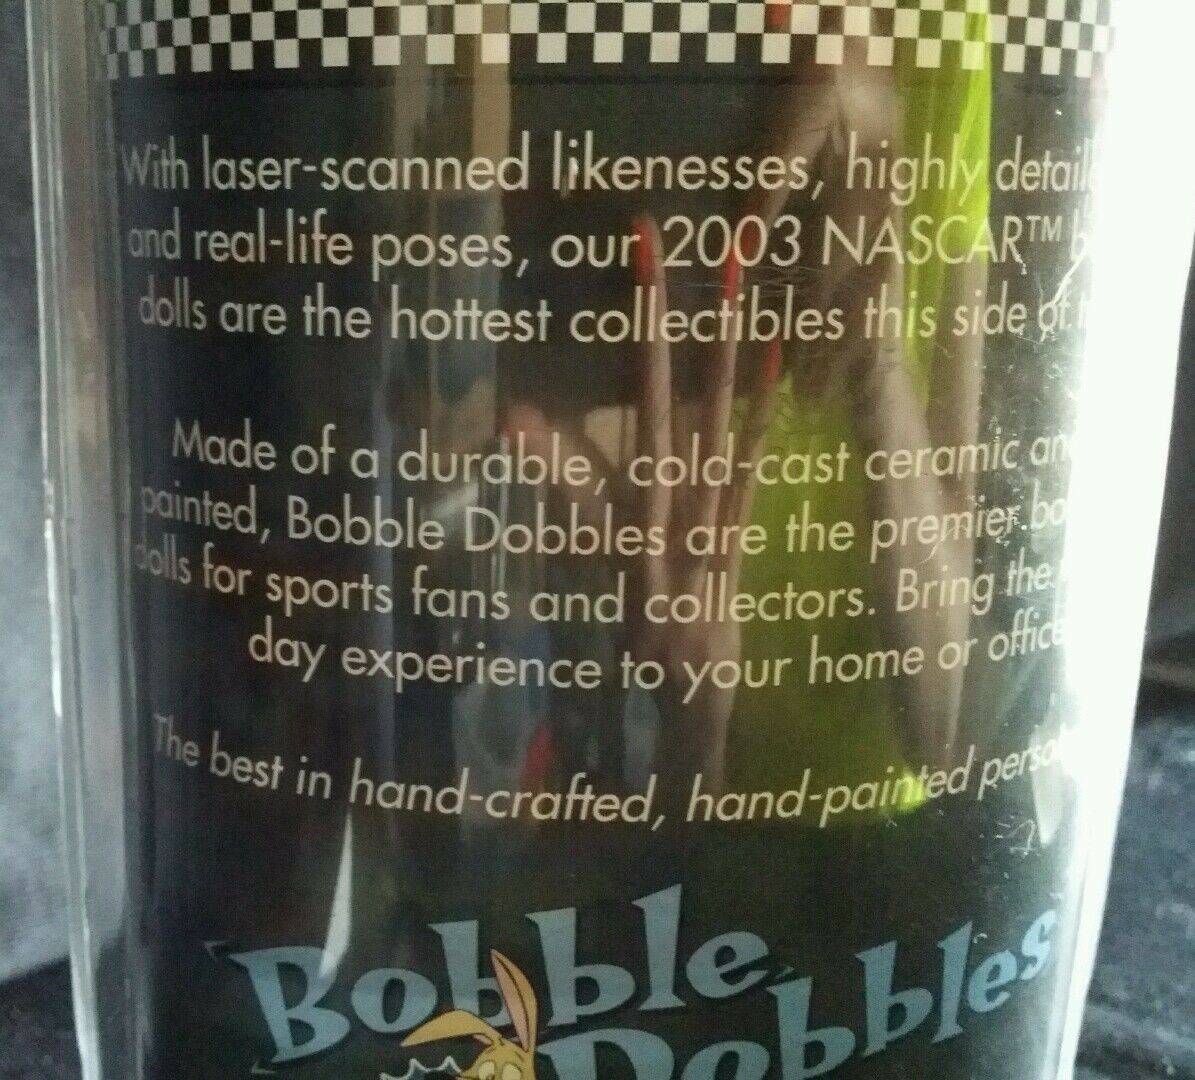 With laser-scanned likenesses, highly
and real-life poses, our 2003 NASCAR™
dolls are the hottest collectibles this side of
Made of a durable, cold-cast ceramic
painted, Bobble Dobbles are the premier
dolls for sports fans and collectors. Bring the
day experience to your home or office
The best in hand-crafted, hand-painted
Bobble
Dobbles